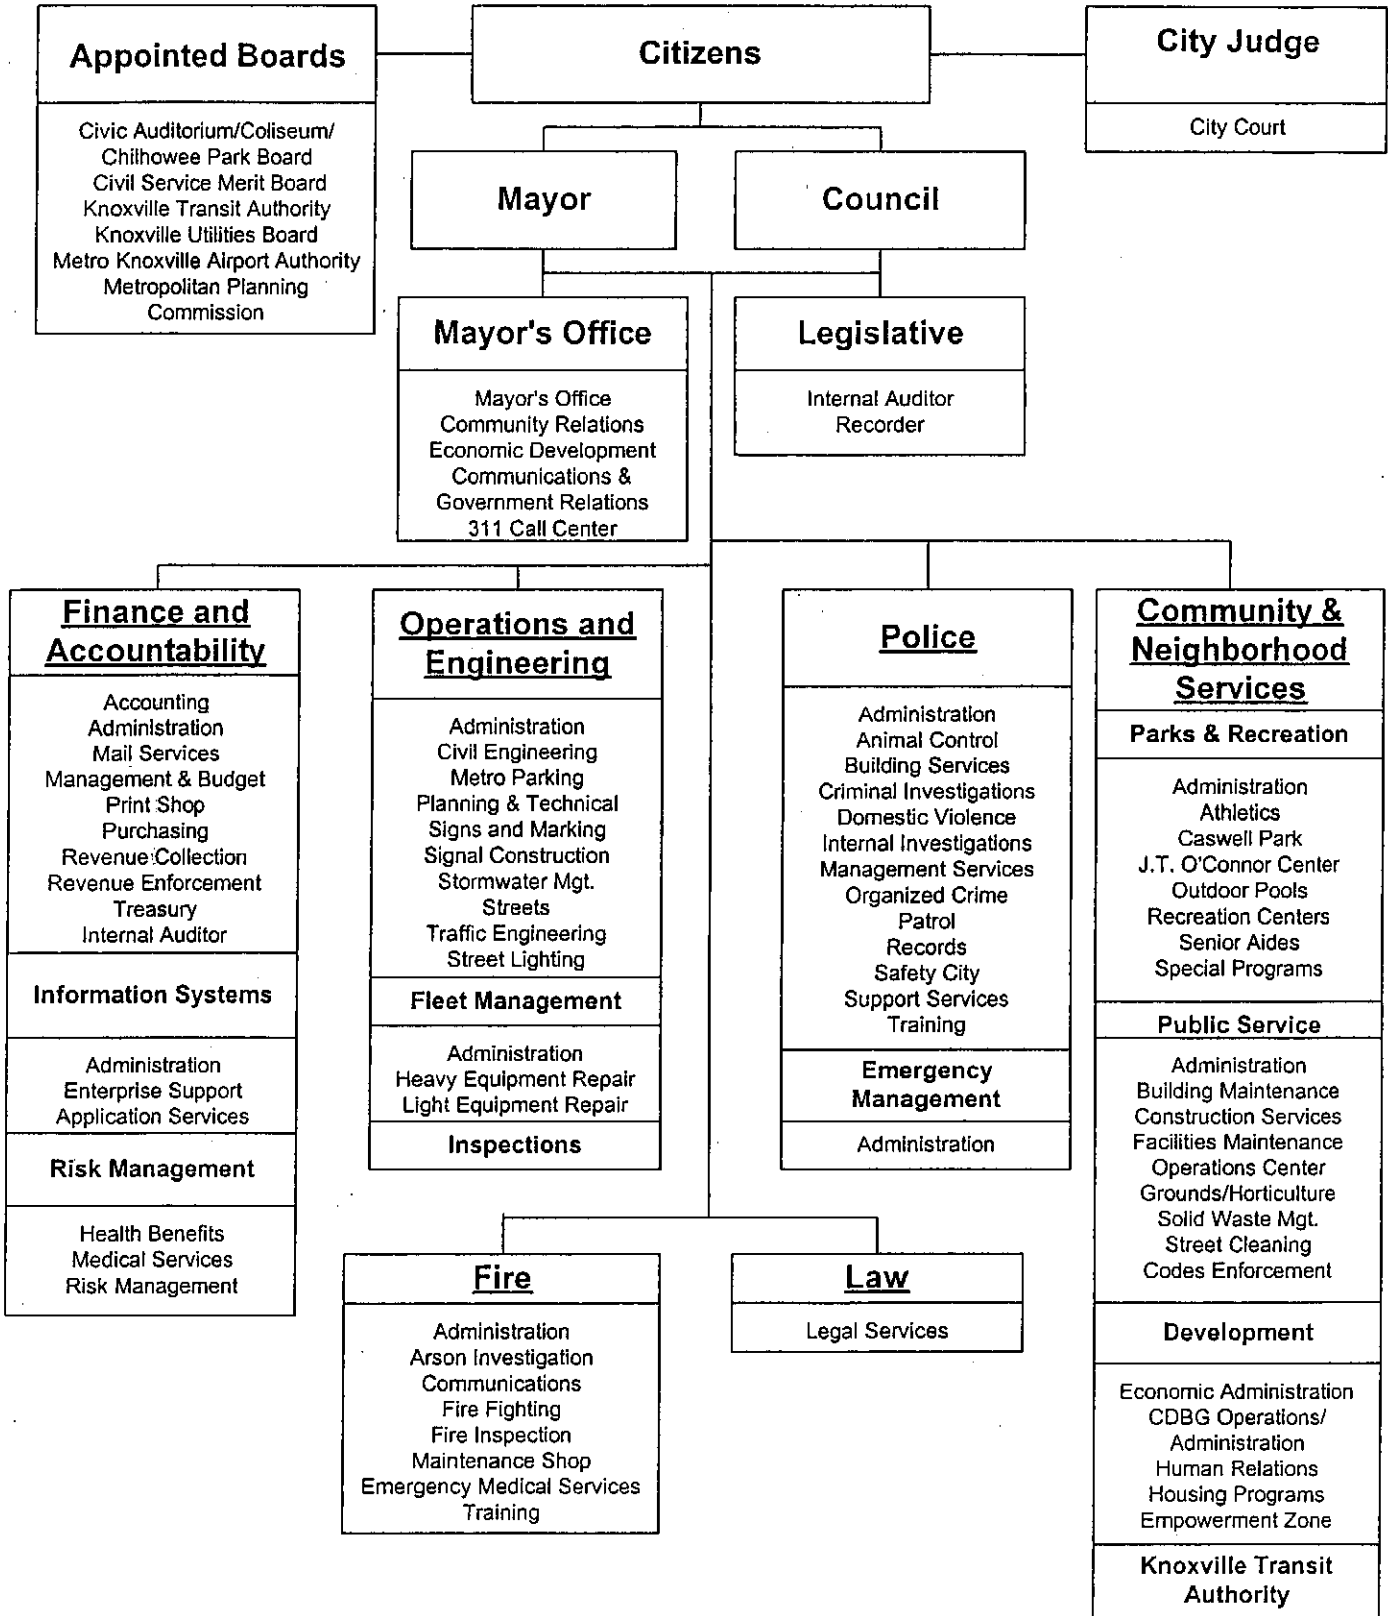 Appointed Boards
Civic Auditorium/Coliseum/
Chilhowee Park Board
Civil Service Merit Board
Knoxville Transit Authority
Knoxville Utilities Board
Metro Knoxville Airport Authority
Metropolitan Planning
Commission
Citizens
City Judge
City Court
Mayor
Council
Mayor's Office
Mayor's Office
Community Relations
Economic Development
Communications &
Government Relations
311 Call Center
Legislative
Internal Auditor
Recorder
Finance and
Accountability
Accounting
Administration
Mail Services
Management & Budget
Print Shop
Purchasing
Revenue Collection
Revenue Enforcement
Treasury
Internal Auditor
Information Systems
Administration
Enterprise Support
Application Services
Risk Management
Health Benefits
Medical Services
Risk Management
Operations and
Engineering
Administration
Civil Engineering
Metro Parking
Planning & Technical
Signs and Marking
Signal Construction
Stormwater Mgt.
Streets
Traffic Engineering
Street Lighting
Fleet Management
Administration
Heavy Equipment Repair
Light Equipment Repair
Inspections
Police
Administration
Animal Control
Building Services
Criminal Investigations
Domestic Violence
Internal Investigations
Management Services
Organized Crime
Patrol
Records
Safety City
Support Services
Training
Emergency
Management
Administration
Community &
Neighborhood
Services
Parks & Recreation
Administration
Athletics
Caswell Park
J.T. O'Connor Center
Outdoor Pools
Recreation Centers
Senior Aides
Special Programs
Public Service
Administration
Building Maintenance
Construction Services
Facilities Maintenance
Operations Center
Grounds/Horticulture
Solid Waste Mgt.
Street Cleaning
Codes Enforcement
Development
Economic Administration
CDBG Operations/
Administration
Human Relations
Housing Programs
Empowerment Zone
Knoxville Transit
Authority
Fire
Administration
Arson Investigation
Communications
Fire Fighting
Fire Inspection
Maintenance Shop
Emergency Medical Services
Training
Law
Legal Services